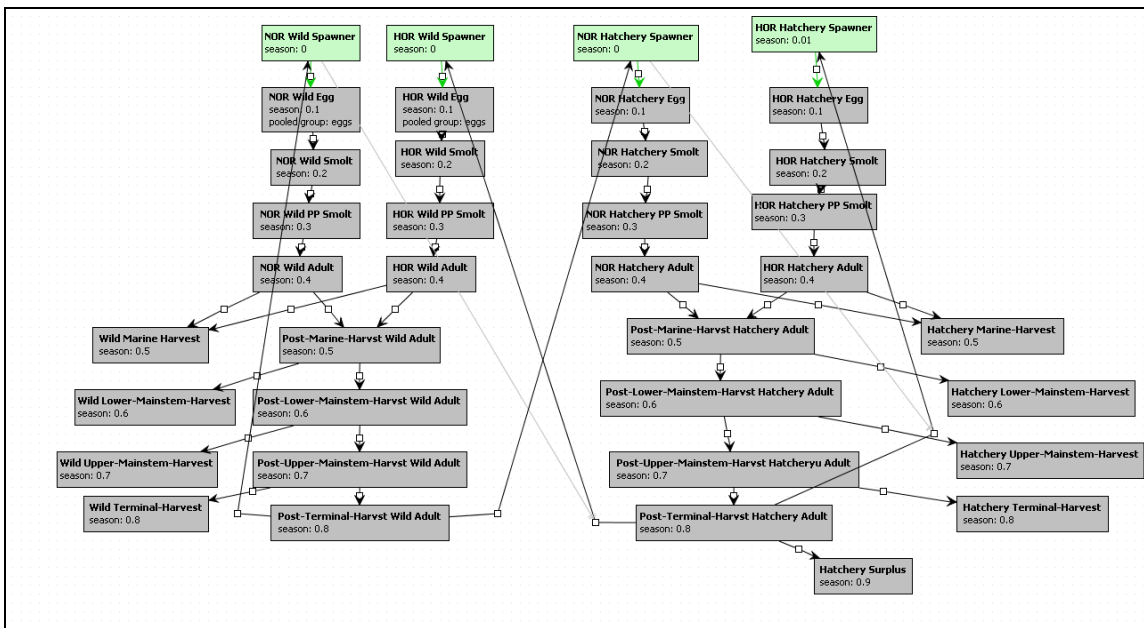 NOR Wild Spawner
season: 0
HOR Wild Spawner
season: 0
NOR Hatchery Spawner
season: 0
HOR Hatchery Spawner
season: 0.01
NOR Wild Egg
season: 0.1
pooled group: eggs
HOR Wild Egg
season: 0.1
pooled group: eggs
NOR Hatchery Egg
season: 0.1
HOR Hatchery Egg
season: 0.1
NOR Wild Smolt
season: 0.2
HOR Wild Smolt
season: 0.2
NOR Hatchery Smolt
season: 0.2
HOR Hatchery Smolt
season: 0.2
NOR Wild PP Smolt
season: 0.3
HOR Wild PP Smolt
season: 0.3
NOR Hatchery PP Smolt
season: 0.3
HOR Hatchery PP Smolt
season: 0.3
NOR Wild Adult
season: 0.4
HOR Wild Adult
season: 0.4
NOR Hatchery Adult
season: 0.4
HOR Hatchery Adult
season: 0.4
Wild Marine Harvest
season: 0.5
Post-Marine-Harvst Wild Adult
season: 0.5
Post-Marine-Harvst Hatchery Adult
season: 0.5
Hatchery Marine-Harvest
season: 0.5
Wild Lower-Mainstem-Harvest
season: 0.6
Post-Lower-Mainstem-Harvst Wild Adult
season: 0.6
Post-Lower-Mainstem-Harvst Hatchery Adult
season: 0.6
Hatchery Lower-Mainstem-Harvest
season: 0.6
Wild Upper-Mainstem-Harvest
season: 0.7
Post-Upper-Mainstem-Harvst Wild Adult
season: 0.7
Post-Upper-Mainstem-Harvst Hatcheryu Adult
season: 0.7
Hatchery Upper-Mainstem-Harvest
season: 0.7
Wild Terminal-Harvest
season: 0.8
Post-Terminal-Harvst Wild Adult
season: 0.8
Post-Terminal-Harvst Hatchery Adult
season: 0.8
Hatchery Terminal-Harvest
season: 0.8
Hatchery Surplus
season: 0.9